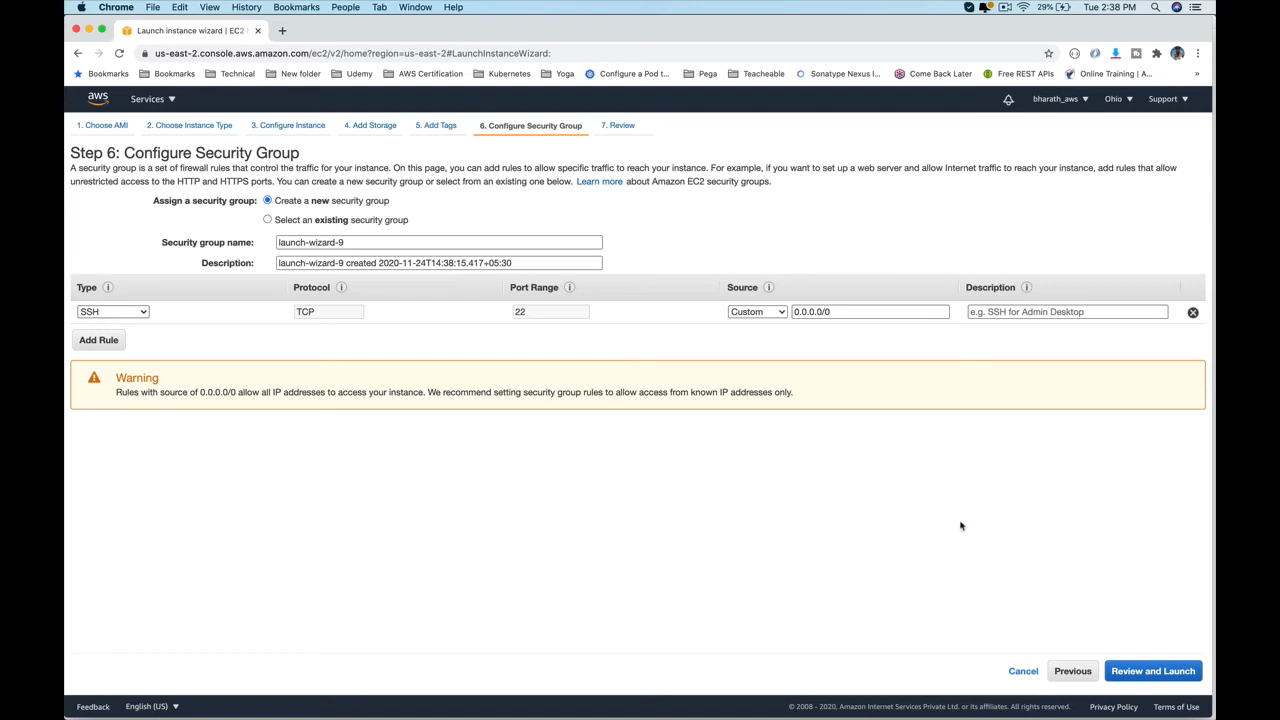 Chrome File Edit View History Bookmarks People Tab Window Help 29% Tue 2:38 PM
Launch instance wizard | EC2
us-east-2.console.aws.amazon.com/ec2/v2/home?region=us-east-2#LaunchInstanceWizard:
Bookmarks Bookmarks Technical New folder Udemy AWS Certification Kubernetes Yoga Configure a Pod t... Pega Teacheable Sonatype Nexus I... Come Back Later Free REST APIs Online Training | A... »
aws Services bharath_aws Ohio Support
1. Choose AMI 2. Choose Instance Type 3. Configure Instance 4. Add Storage 5. Add Tags 6. Configure Security Group 7. Review
Step 6: Configure Security Group
A security group is a set of firewall rules that control the traffic for your instance. On this page, you can add rules to allow specific traffic to reach your instance. For example, if you want to set up a web server and allow Internet traffic to reach your instance, add rules that allow
unrestricted access to the HTTP and HTTPS ports. You can create a new security group or select from an existing one below. Learn more about Amazon EC2 security groups.
Assign a security group: Create a new security group
Select an existing security group
Security group name: launch-wizard-9
Description: launch-wizard-9 created 2020-11-24T14:38:15.417+05:30
Type Protocol Port Range Source Description
SSH TCP 22 Custom 0.0.0.0/0 e.g. SSH for Admin Desktop
Add Rule
Warning
Rules with source of 0.0.0.0/0 allow all IP addresses to access your instance. We recommend setting security group rules to allow access from known IP addresses only.
Cancel Previous Review and Launch
Feedback English (US) © 2008 - 2020, Amazon Internet Services Private Ltd. or its affiliates. All rights reserved. Privacy Policy Terms of Use